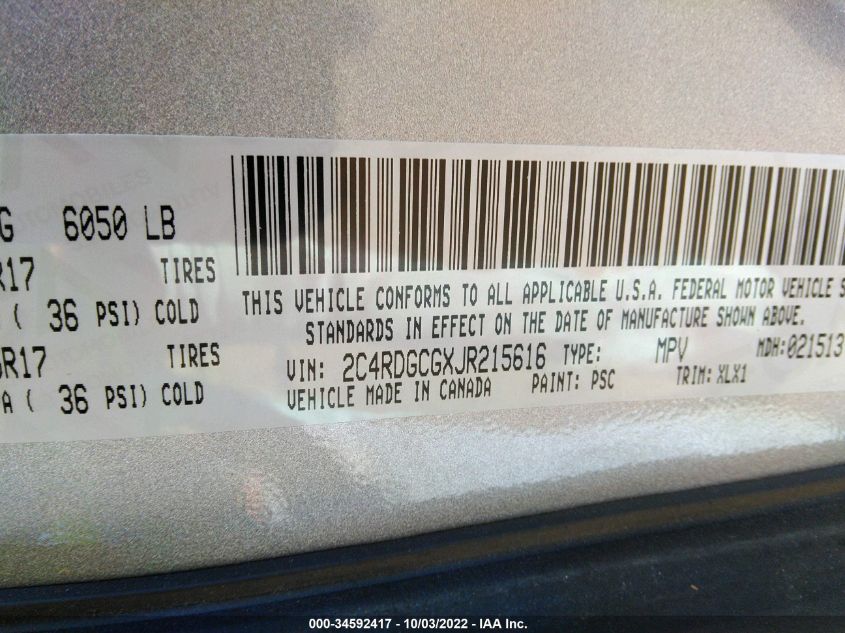 G 6050 LB
R17 TIRES
( 36 PSI) COLD
R17 TIRES
A ( 36 PSI) COLD
THIS VEHICLE CONFORMS TO ALL APPLICABLE U.S.A. FEDERAL MOTOR VEHICLE S
STANDARDS IN EFFECT ON THE DATE OF MANUFACTURE SHOWN ABOVE.
VIN: 2C4RDGCGXJR215616 TYPE: MPV MDH:021513
VEHICLE MADE IN CANADA PAINT: PSC TRIM: XLX1
000-34592417 | 10/03/2022 | IAA Inc.